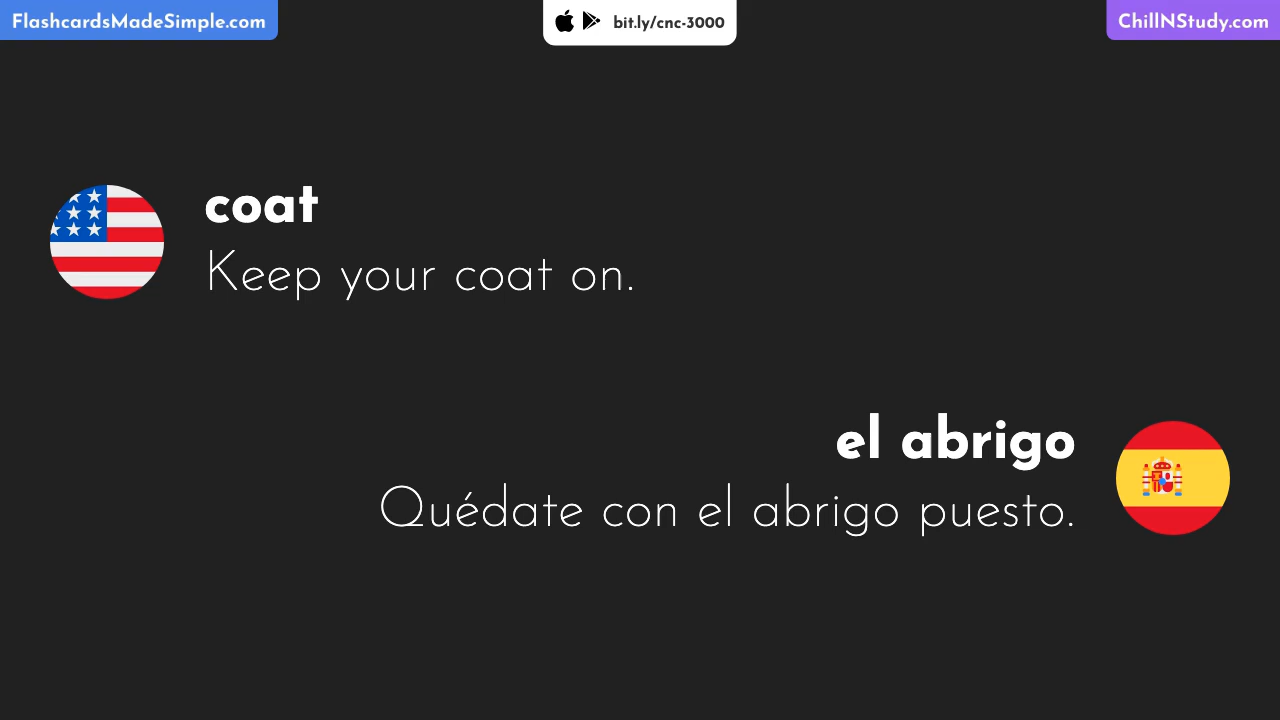 FlashcardsMadeSimple.com
bit.ly/cnc-3000
ChillNStudy.com
coat
Keep your coat on.
el abrigo
Quédate con el abrigo puesto.